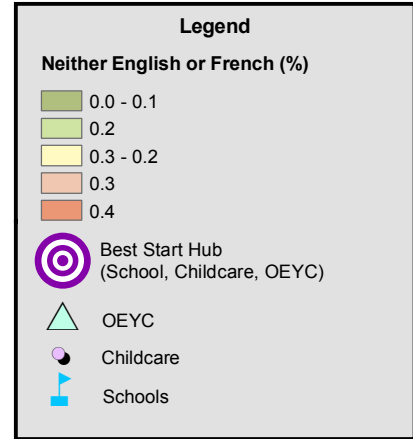 Legend
Neither English or French (%)
0.0 - 0.1
0.2
0.3 - 0.2
0.3
0.4
Best Start Hub
(School, Childcare, OEYC)
OEYC
Childcare
Schools